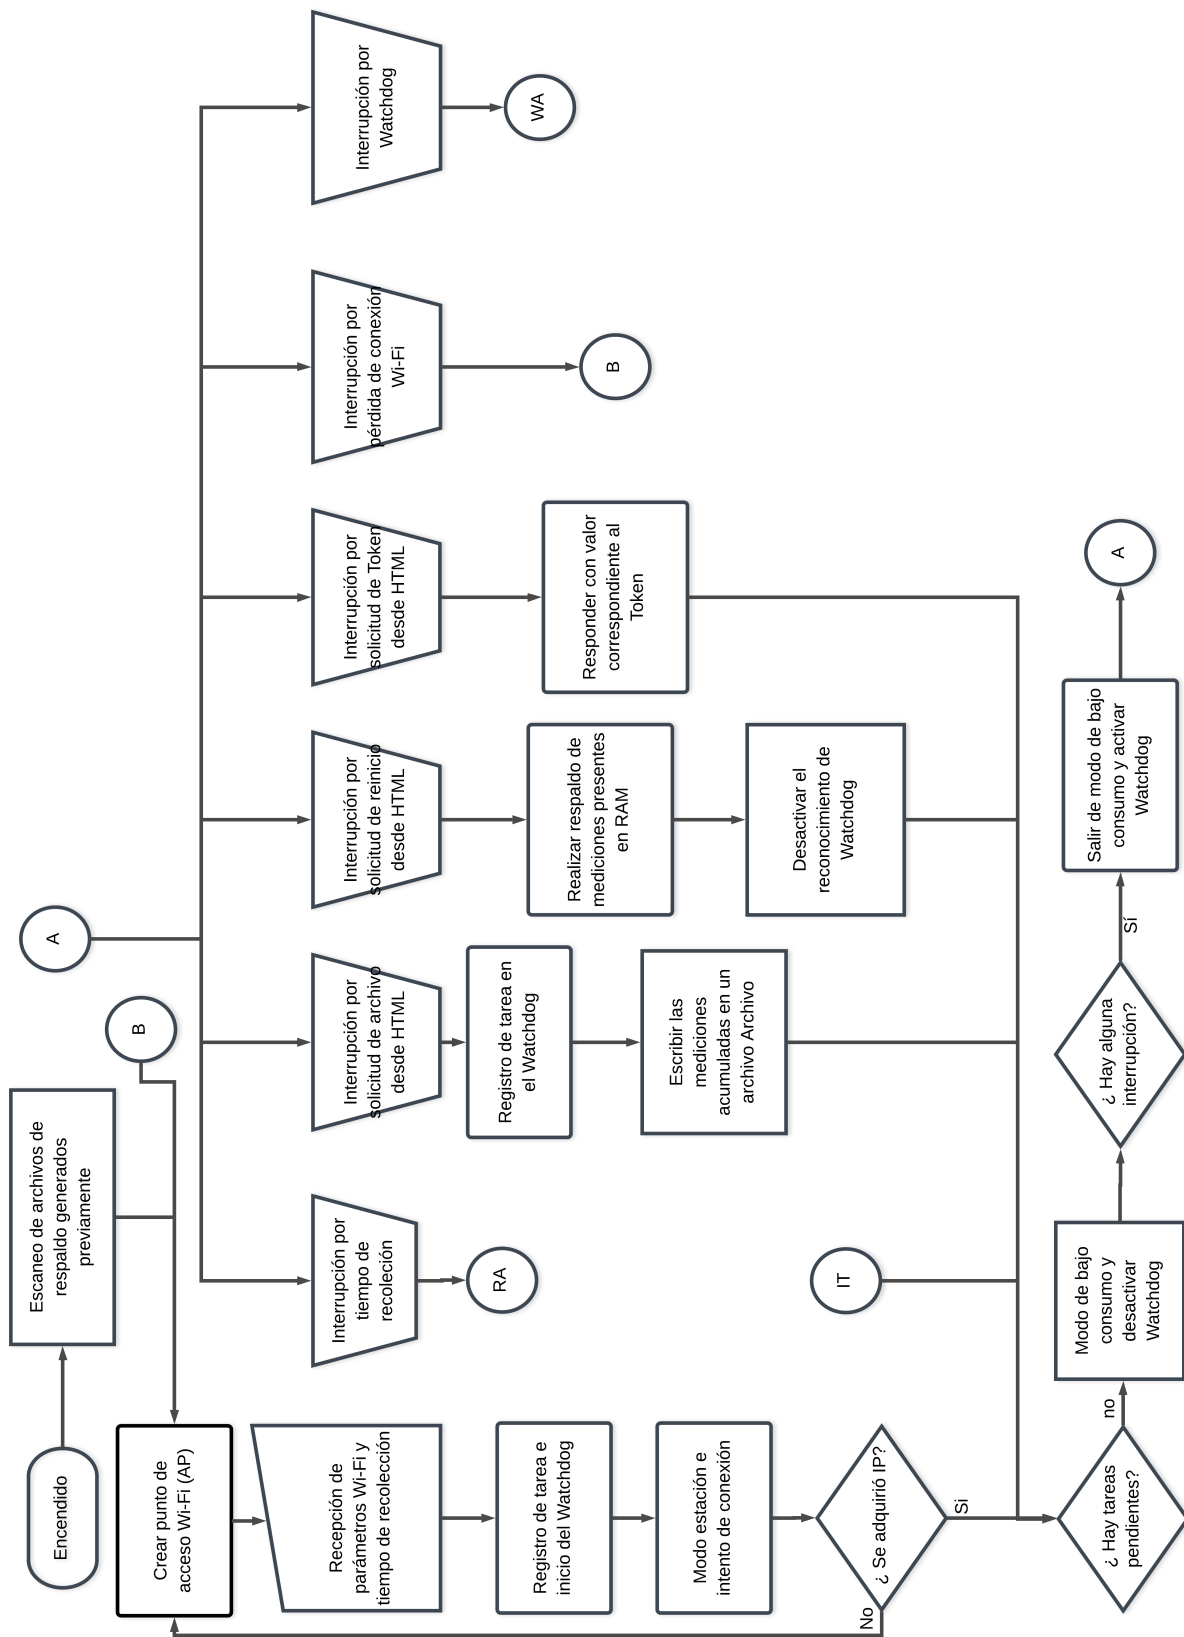 Encendido
Escaneo de archivos de
respaldo generados
previamente
B
A
Crear punto de
acceso Wi-Fi (AP)
Recepción de
parámetros Wi-Fi y
tiempo de recolección
Registro de tarea e
inicio del Watchdog
Modo estación e
intento de conexión
¿ Se adquirió IP?
No
Si
Interrupción por
tiempo de
recoleción
RA
IT
Interrupción por
solicitud de archivo
desde HTML
Registro de tarea en
el Watchdog
Escribir las
mediciones
acumuladas en un
archivo Archivo
Interrupción por
solicitud de reinicio
desde HTML
Realizar respaldo de
mediciones presentes
en RAM
Desactivar el
reconocimiento de
Watchdog
Interrupción por
solicitud de Token
desde HTML
Responder con valor
correspondiente al
Token
Interrupción por
pérdida de conexión
Wi-Fi
B
Interrupción por
Watchdog
WA
¿ Hay tareas
pendientes?
no
Modo de bajo
consumo y
desactivar
Watchdog
¿ Hay alguna
interrupción?
Sí
Salir de modo de bajo
consumo y activar
Watchdog
A